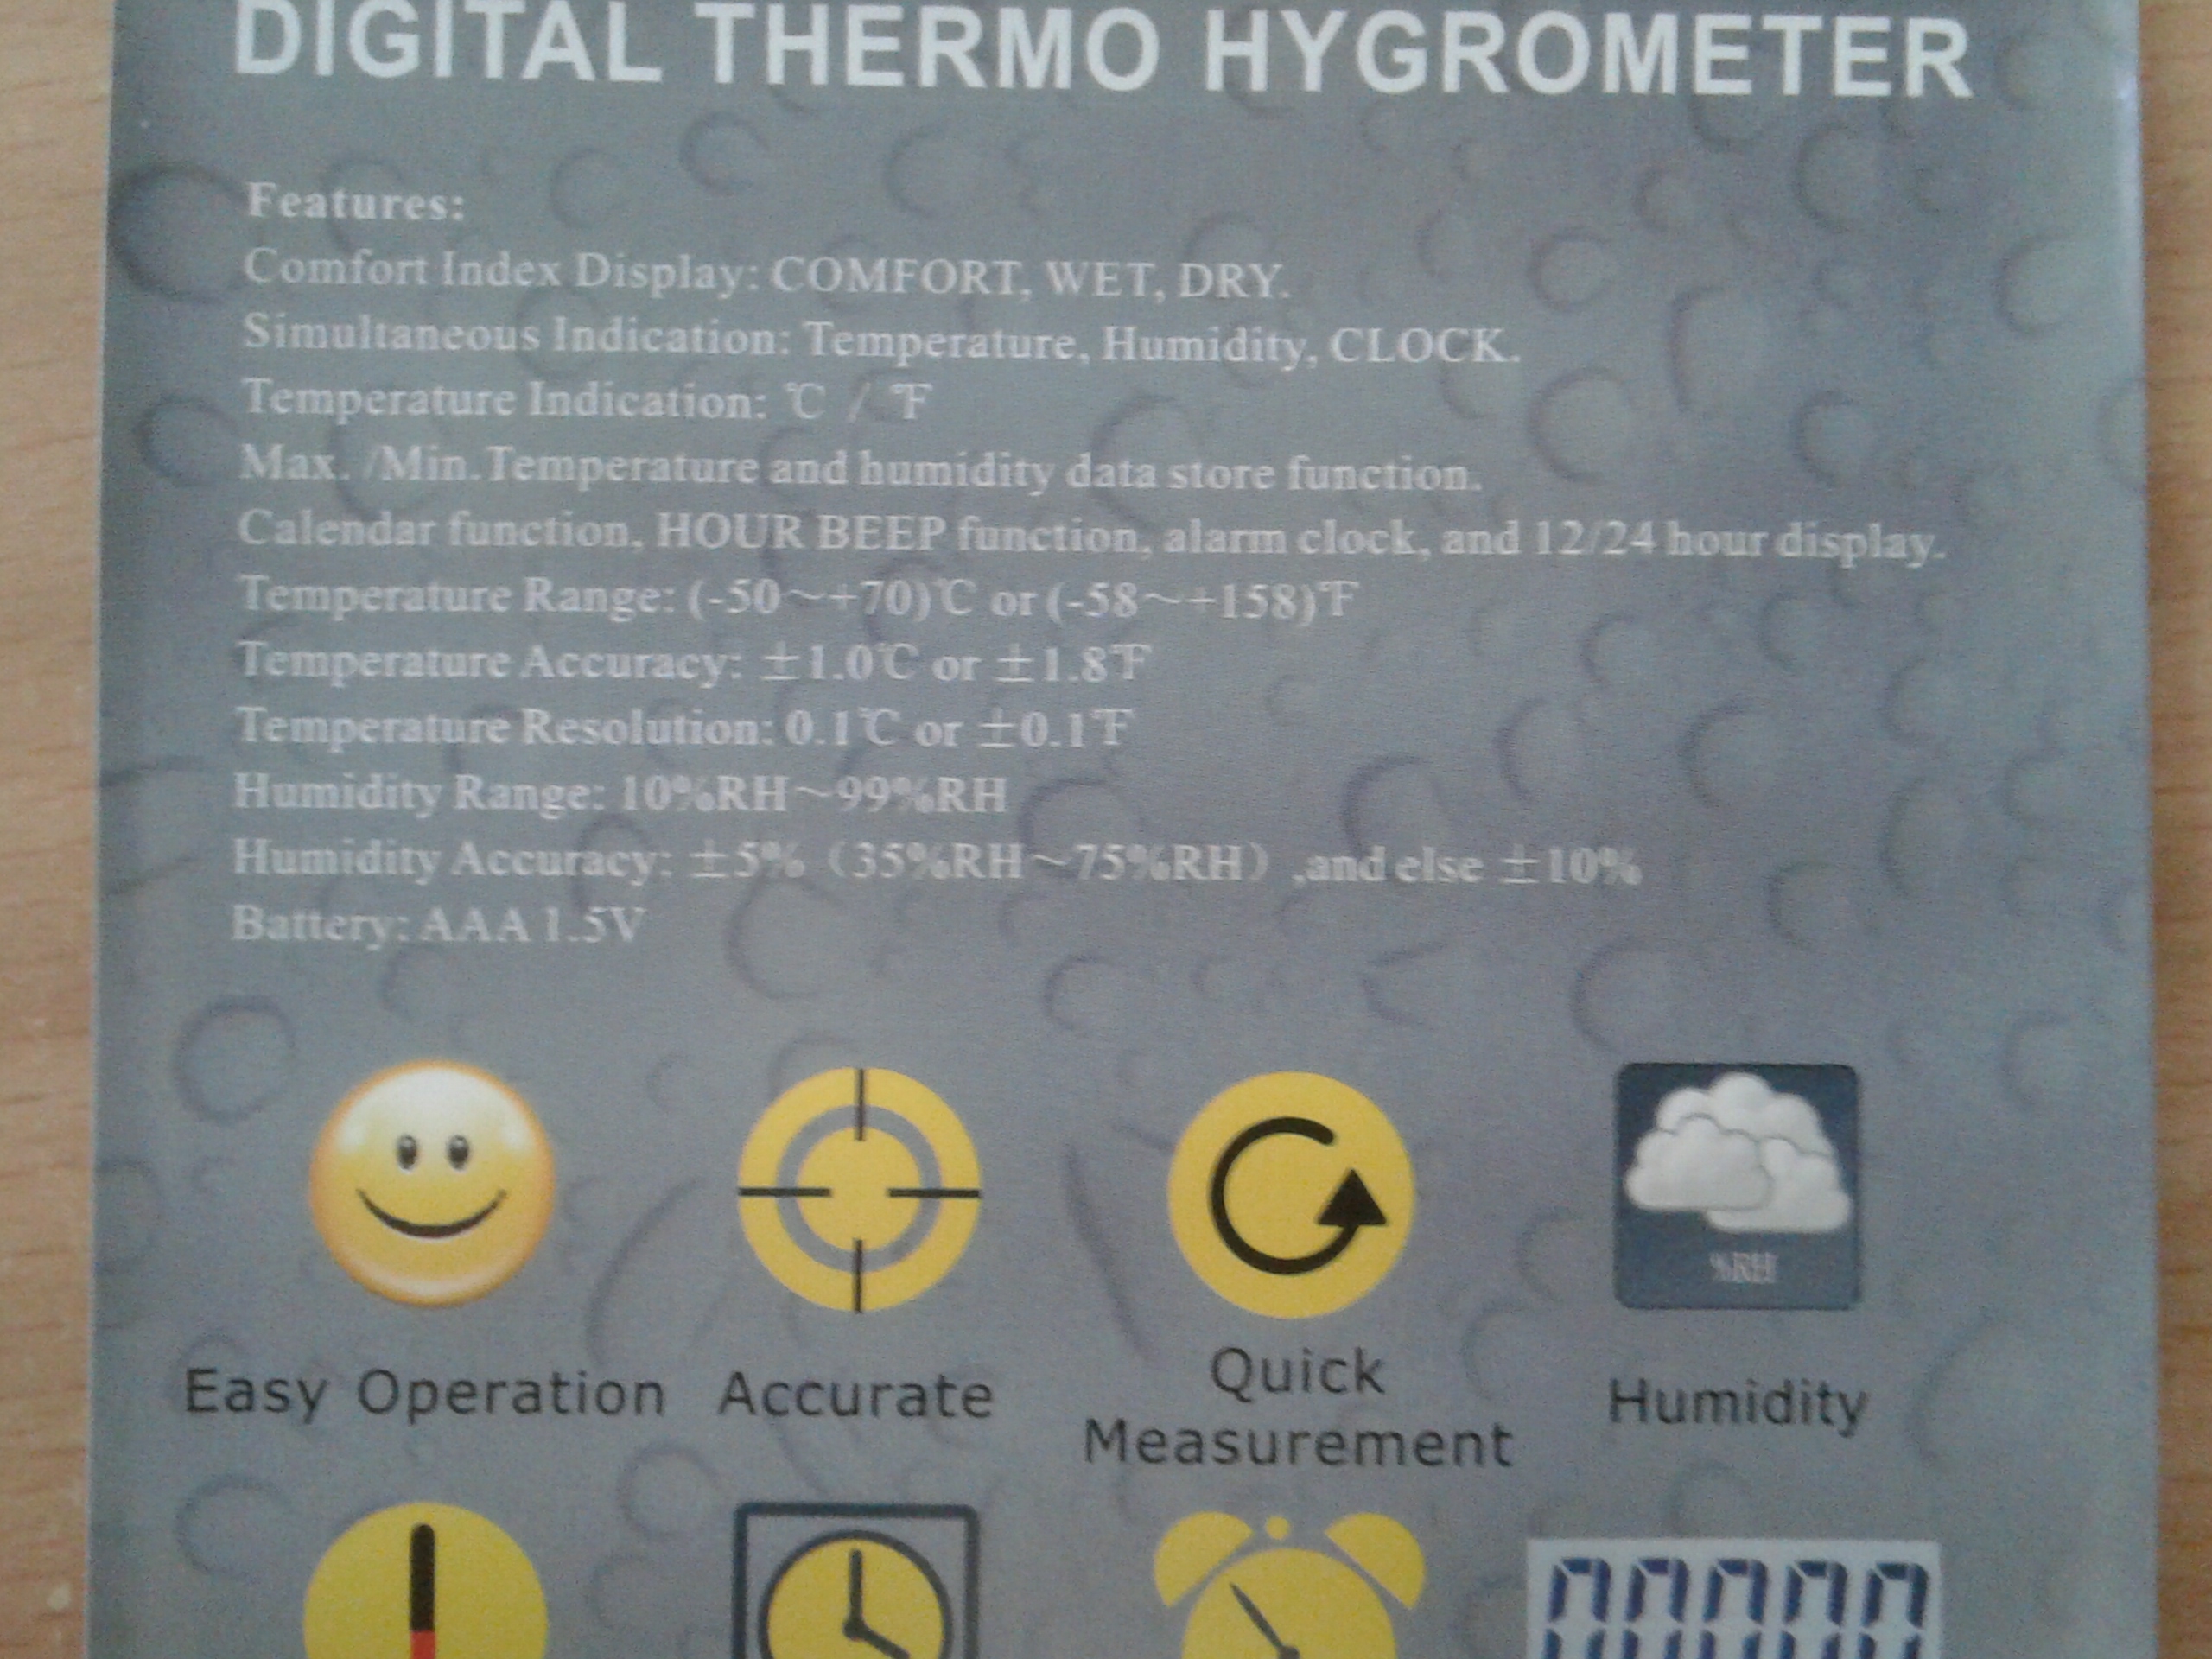 DIGITAL THERMO HYGROMETER
Features:
Comfort Index Display: COMFORT, WET, DRY.
Simultaneous Indication: Temperature, Humidity, CLOCK.
Temperature Indication: ℃ / ℉
Max. /Min.Temperature and humidity data store function.
Calendar function, HOUR BEEP function, alarm clock, and 12/24 hour display.
Temperature Range: (-50~+70)℃ or (-58~+158)℉
Temperature Accuracy: ±1.0℃ or ±1.8℉
Temperature Resolution: 0.1℃ or ±0.1℉
Humidity Range: 10%RH~99%RH
Humidity Accuracy: ±5%（35%RH~75%RH）,and else ±10%
Battery: AAA 1.5V
%RH
Easy Operation
Accurate
Quick
Measurement
Humidity